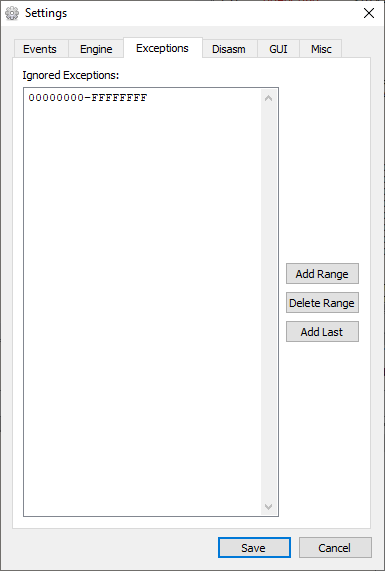 Settings
Events Engine Exceptions Disasm GUI Misc
Ignored Exceptions:
00000000-FFFFFFFF
Add Range
Delete Range
Add Last
Save Cancel